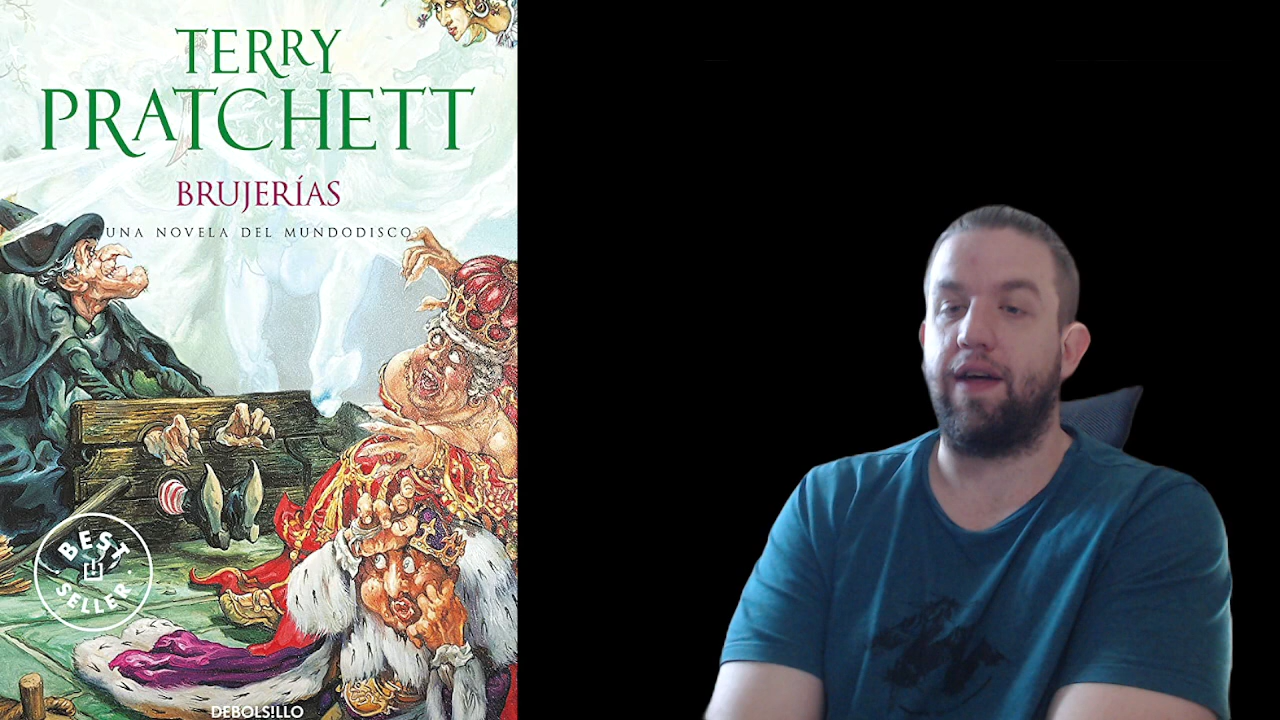 TERRY
PRATCHETT
BRUJERÍAS
UNA NOVELA DEL MUNDODISCO
BEST
SELLER
DEBOLS!LLO